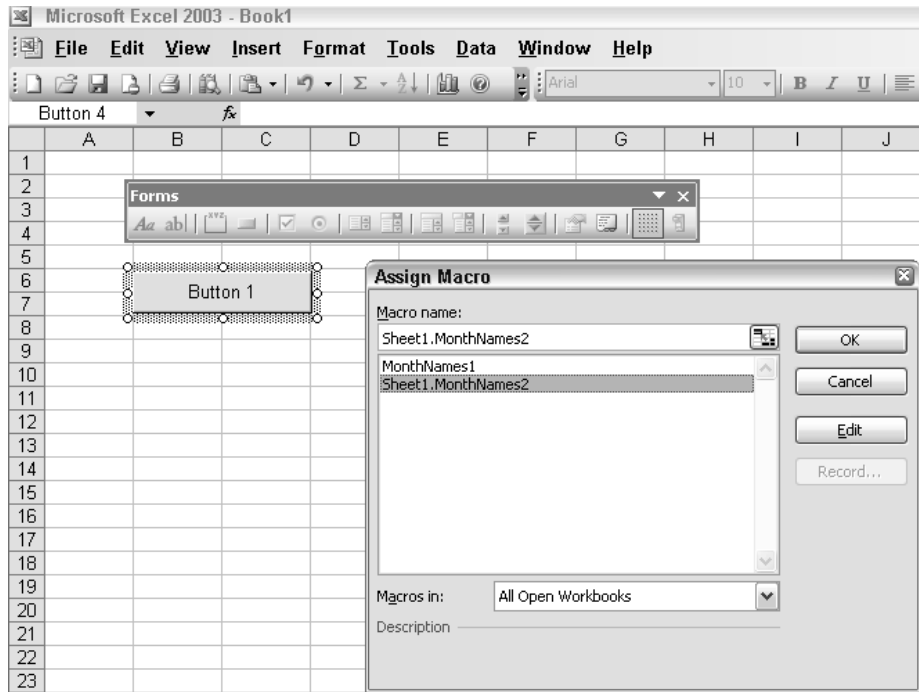 Microsoft Excel 2003 - Book1
File Edit View Insert Format Tools Data Window Help
Arial 10 B I U
Button 4 fx
A B C D E F G H I J
1
2
Forms
3
Aa ab| XYZ
4
5
6
Button 1
7
8
9
10
11
12
13
14
15
16
17
18
19
20
21
22
23
Assign Macro
Macro name:
Sheet1.MonthNames2
OK
MonthNames1
Sheet1.MonthNames2
Cancel
Edit
Record...
Macros in: All Open Workbooks
Description